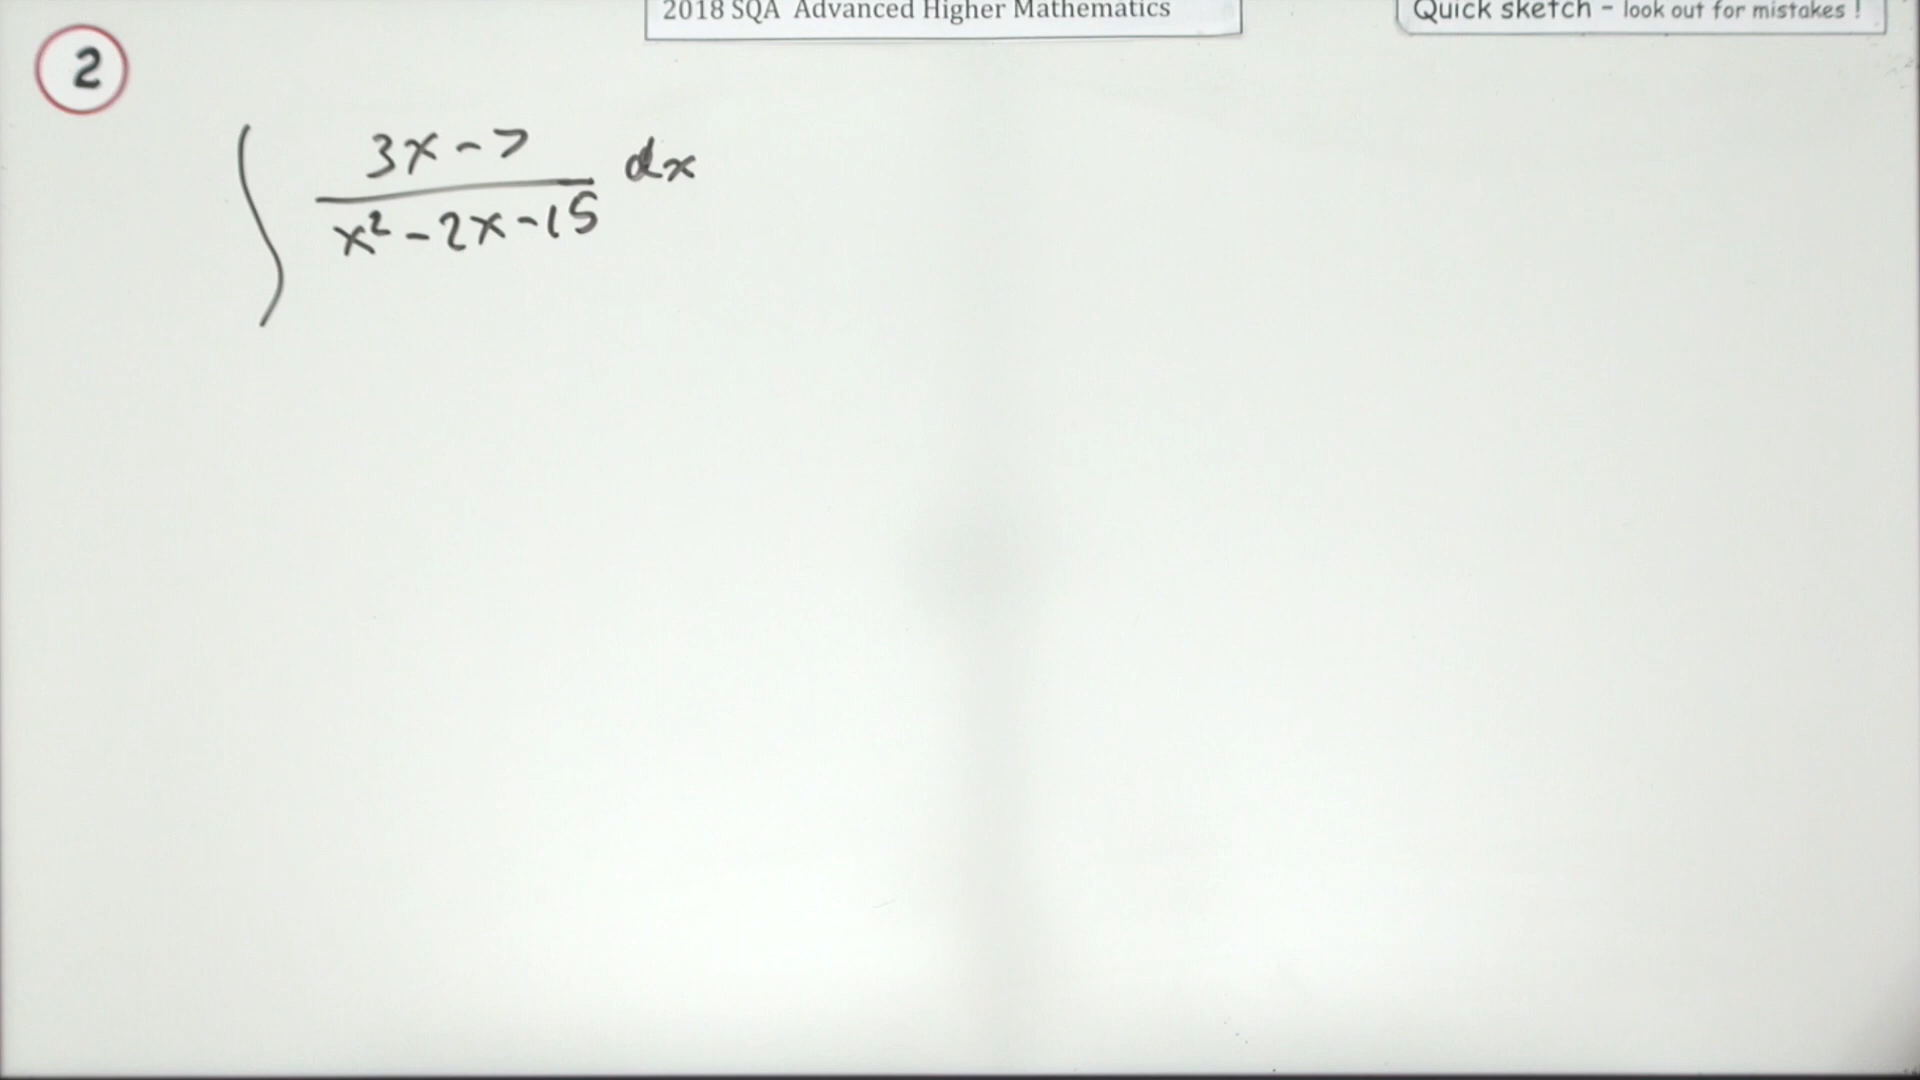 2018 SQA Advanced Higher Mathematics
Quick sketch - look out for mistakes !
2
∫ (3x-7)/(x²-2x-15) dx